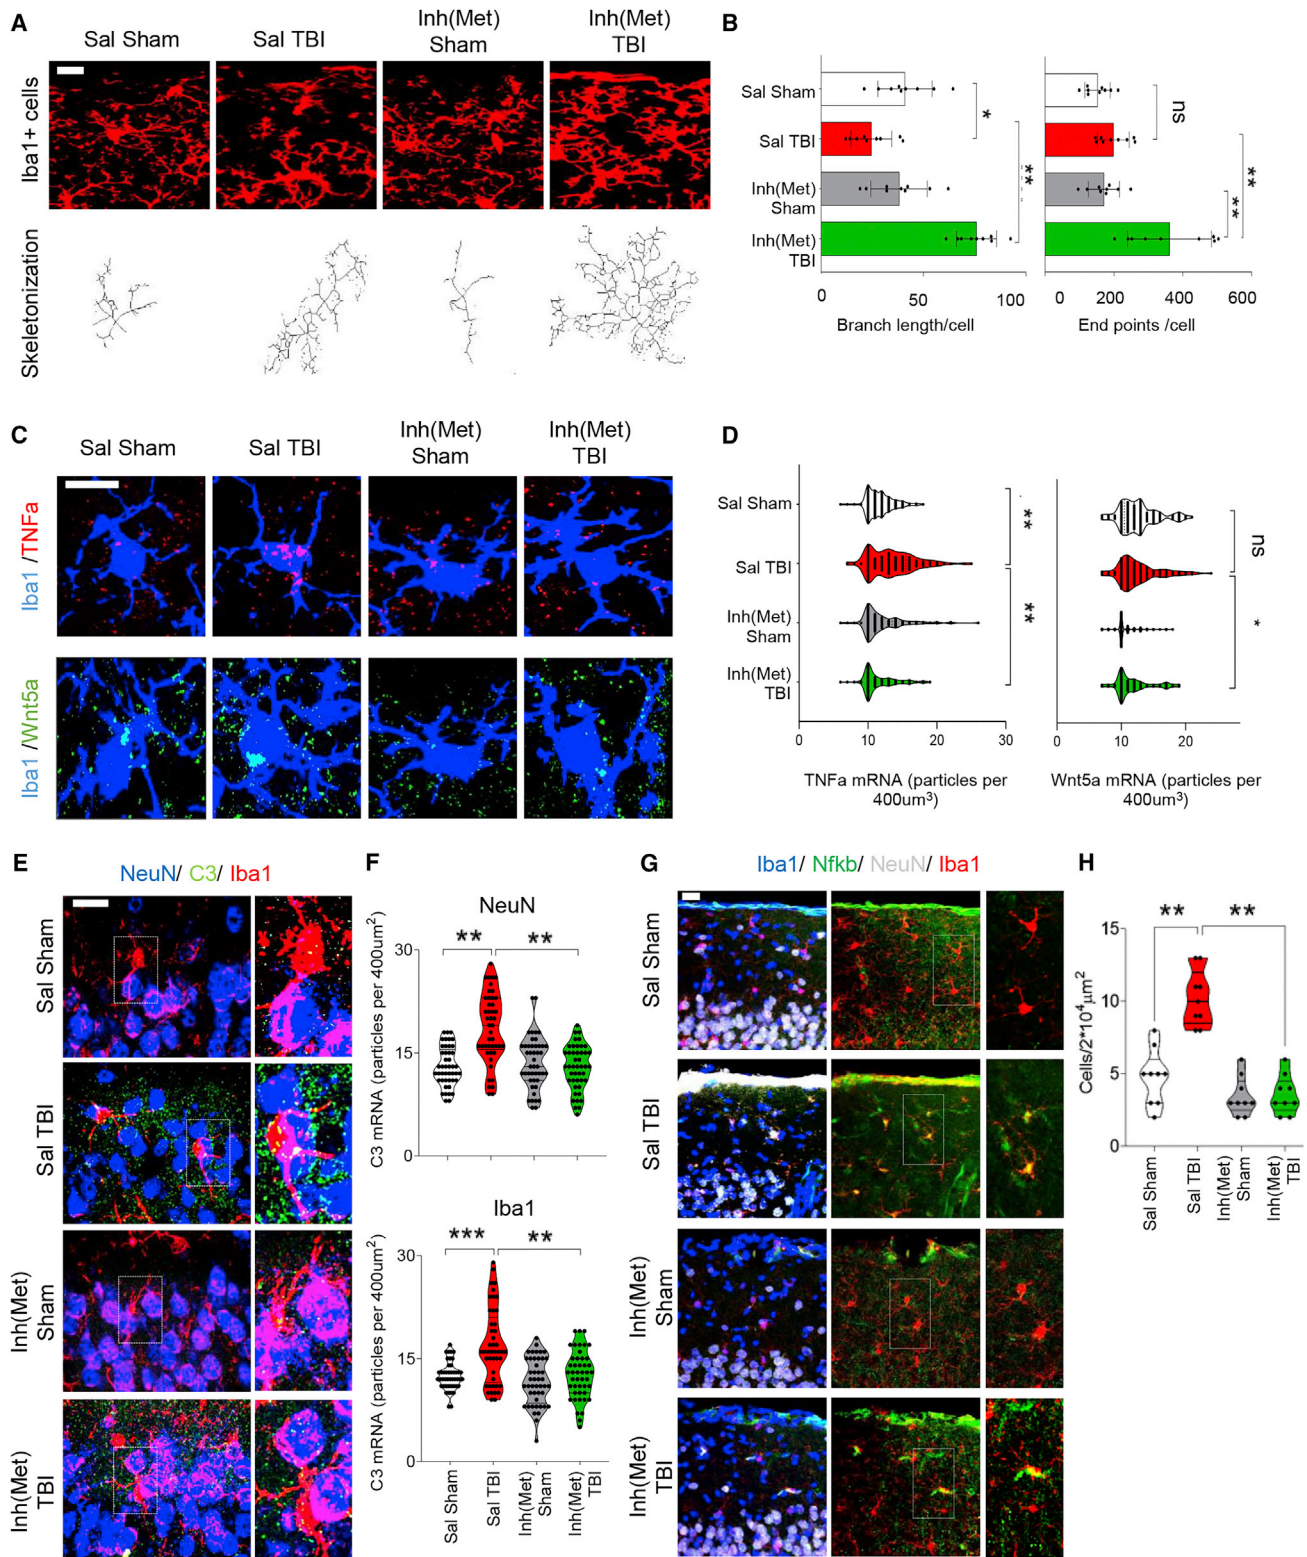 A
Sal Sham
Sal TBI
Inh(Met)
Sham
Inh(Met)
TBI
Iba1+ cells
Skeletonization
B
Sal Sham
Sal TBI
Inh(Met)
Sham
Inh(Met)
TBI
*
**
ns
**
**
0
50
100
Branch length/cell
0
200
400
600
End points /cell
C
Sal Sham
Sal TBI
Inh(Met)
Sham
Inh(Met)
TBI
Iba1 /TNFa
Iba1 /Wnt5a
D
Sal Sham
Sal TBI
Inh(Met)
Sham
Inh(Met)
TBI
**
**
ns
*
0
10
20
30
TNFa mRNA (particles per
400um³)
0
10
20
Wnt5a mRNA (particles per
400um³)
E
NeuN/ C3/ Iba1
Sal Sham
Sal TBI
Inh(Met)
Sham
Inh(Met)
TBI
F
NeuN
**
**
30
15
0
C3 mRNA (particles per 400um²)
Iba1
***
**
30
15
0
C3 mRNA (particles per 400um²)
Sal Sham
Sal TBI
Inh(Met)
Sham
Inh(Met)
TBI
G
Iba1/ Nfkb/ NeuN/ Iba1
Sal Sham
Sal TBI
Inh(Met)
Sham
Inh(Met)
TBI
H
**
**
15
10
5
0
Cells/2*10⁴µm²
Sal Sham
Sal TBI
Inh(Met)
Sham
Inh(Met)
TBI